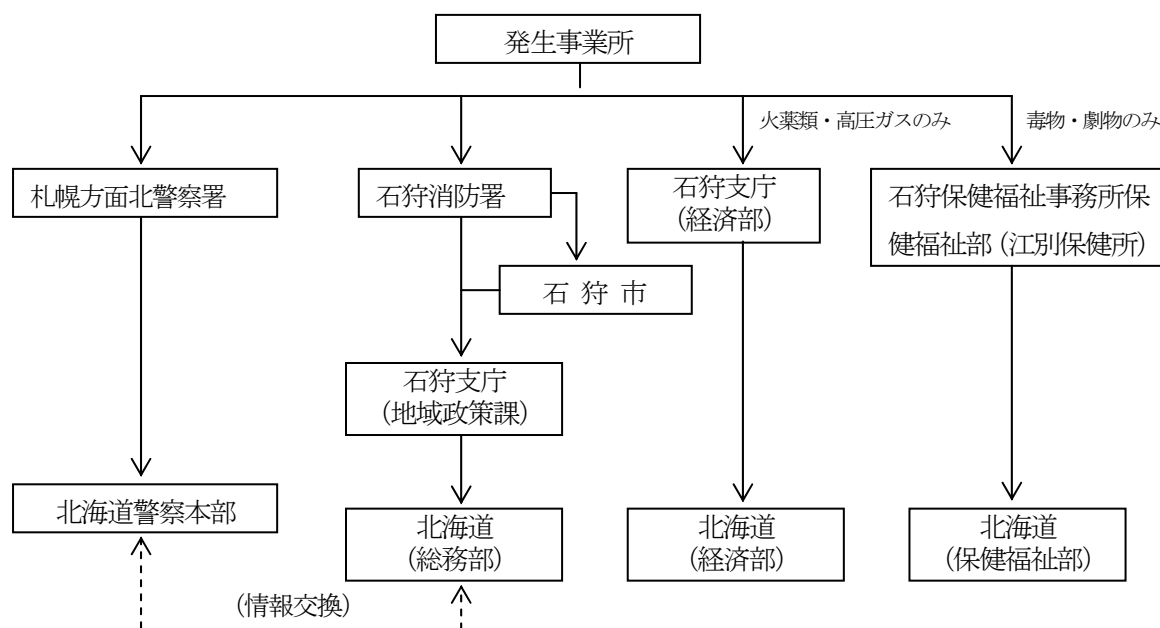 発生事業所
火薬類・高圧ガスのみ
毒物・劇物のみ
札幌方面北警察署
石狩消防署
石狩支庁
（経済部）
石狩保健福祉事務所保
健福祉部（江別保健所）
石 狩 市
石狩支庁
（地域政策課）
北海道警察本部
北海道
（総務部）
北海道
（経済部）
北海道
（保健福祉部）
（情報交換）